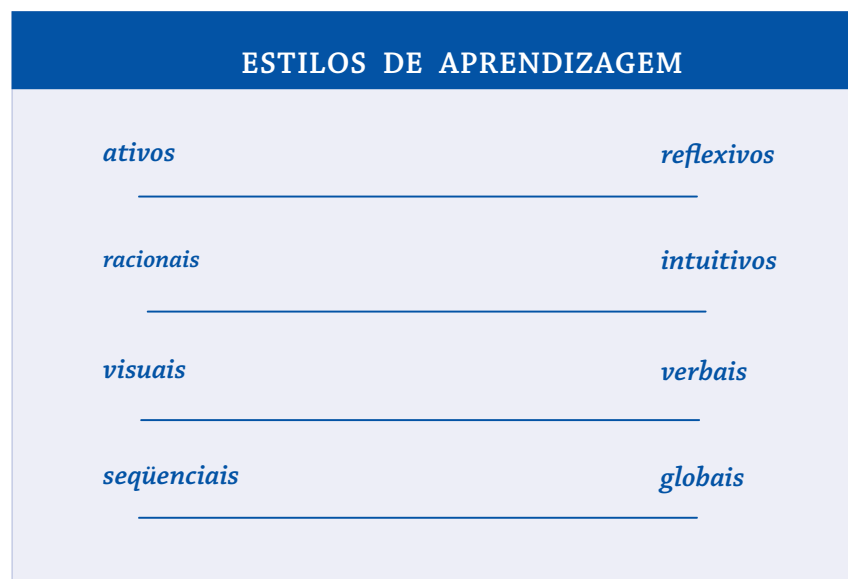 ESTILOS DE APRENDIZAGEM
ativos reflexivos
racionais intuitivos
visuais verbais
seqüenciais globais